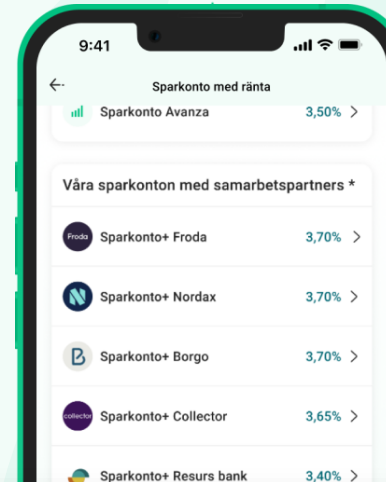 9:41
Sparkonto med ränta
Sparkonto Avanza 3,50%
Våra sparkonton med samarbetspartners *
Froda Sparkonto+ Froda 3,70%
Sparkonto+ Nordax 3,70%
Sparkonto+ Borgo 3,70%
collector Sparkonto+ Collector 3,65%
Sparkonto+ Resurs bank 3,40%